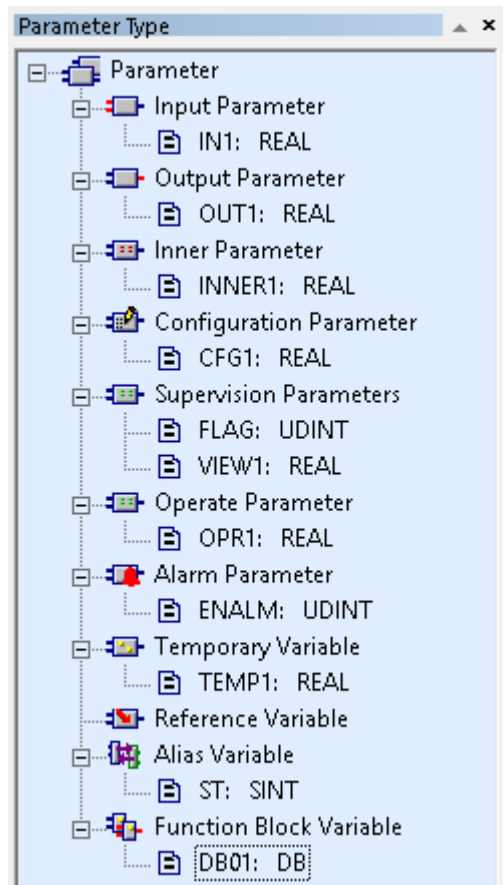 Parameter Type
Parameter
Input Parameter
IN1: REAL
Output Parameter
OUT1: REAL
Inner Parameter
INNER1: REAL
Configuration Parameter
CFG1: REAL
Supervision Parameters
FLAG: UDINT
VIEW1: REAL
Operate Parameter
OPR1: REAL
Alarm Parameter
ENALM: UDINT
Temporary Variable
TEMP1: REAL
Reference Variable
Alias Variable
ST: SINT
Function Block Variable
DB01: DB